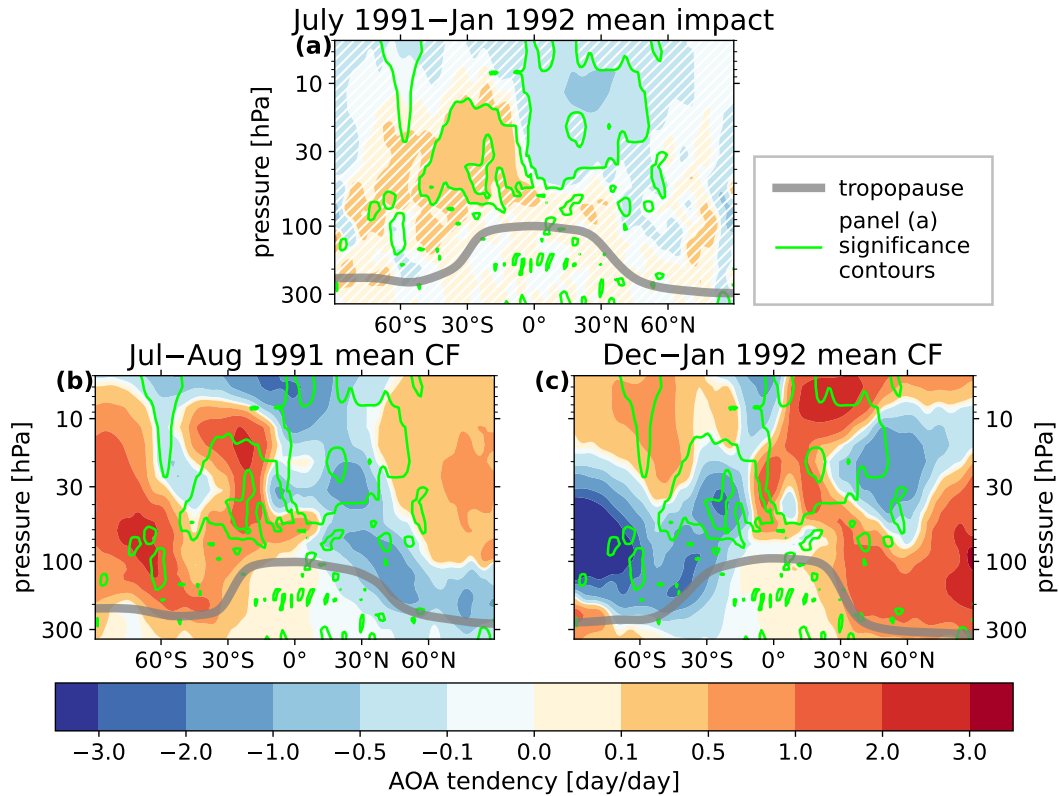 July 1991−Jan 1992 mean impact
(a)
10
30
100
300
pressure [hPa]
60°S 30°S 0° 30°N 60°N
tropopause
panel (a)
significance
contours
Jul−Aug 1991 mean CF
(b)
10
30
100
300
pressure [hPa]
60°S 30°S 0° 30°N 60°N
Dec−Jan 1992 mean CF
(c)
10
30
100
300
pressure [hPa]
60°S 30°S 0° 30°N 60°N
−3.0 −2.0 −1.0 −0.5 −0.1 0.0 0.1 0.5 1.0 2.0 3.0
AOA tendency [day/day]